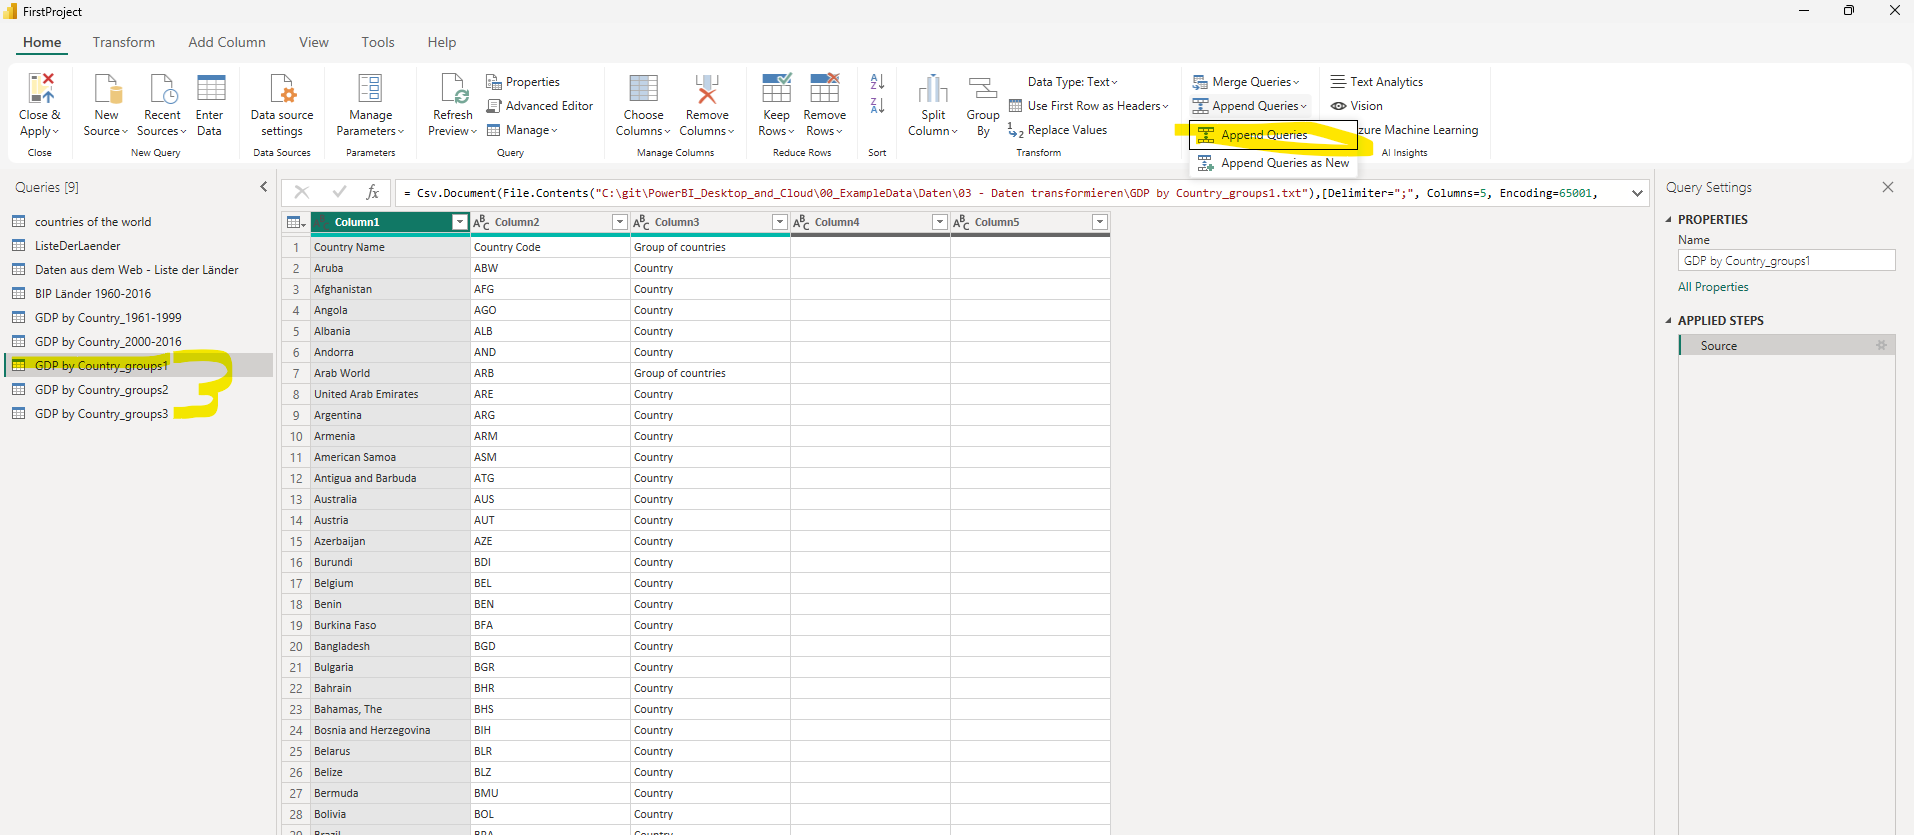 FirstProject
Home Transform Add Column View Tools Help
Close & Apply
Close
New Source
Recent Sources
Enter Data
New Query
Data source settings
Data Sources
Manage Parameters
Parameters
Refresh Preview
Properties
Advanced Editor
Manage
Query
Choose Columns
Remove Columns
Manage Columns
Keep Rows
Remove Rows
Reduce Rows
Sort
Split Column
Group By
Data Type: Text
Use First Row as Headers
Replace Values
Transform
Merge Queries
Append Queries
Append Queries
Append Queries as New
Text Analytics
Vision
zure Machine Learning
AI Insights
Queries [9]
countries of the world
ListeDerLaender
Daten aus dem Web - Liste der Länder
BIP Länder 1960-2016
GDP by Country_1961-1999
GDP by Country_2000-2016
GDP by Country_groups1
GDP by Country_groups2
GDP by Country_groups3
3
fx = Csv.Document(File.Contents("C:\git\PowerBI_Desktop_and_Cloud\00_ExampleData\Daten\03 - Daten transformieren\GDP by Country_groups1.txt"),[Delimiter=";", Columns=5, Encoding=65001,
Column1 Column2 Column3 Column4 Column5
1 Country Name Country Code Group of countries
2 Aruba ABW Country
3 Afghanistan AFG Country
4 Angola AGO Country
5 Albania ALB Country
6 Andorra AND Country
7 Arab World ARB Group of countries
8 United Arab Emirates ARE Country
9 Argentina ARG Country
10 Armenia ARM Country
11 American Samoa ASM Country
12 Antigua and Barbuda ATG Country
13 Australia AUS Country
14 Austria AUT Country
15 Azerbaijan AZE Country
16 Burundi BDI Country
17 Belgium BEL Country
18 Benin BEN Country
19 Burkina Faso BFA Country
20 Bangladesh BGD Country
21 Bulgaria BGR Country
22 Bahrain BHR Country
23 Bahamas, The BHS Country
24 Bosnia and Herzegovina BIH Country
25 Belarus BLR Country
26 Belize BLZ Country
27 Bermuda BMU Country
28 Bolivia BOL Country
29 Brazil BRA Country
Query Settings
PROPERTIES
Name
GDP by Country_groups1
All Properties
APPLIED STEPS
Source